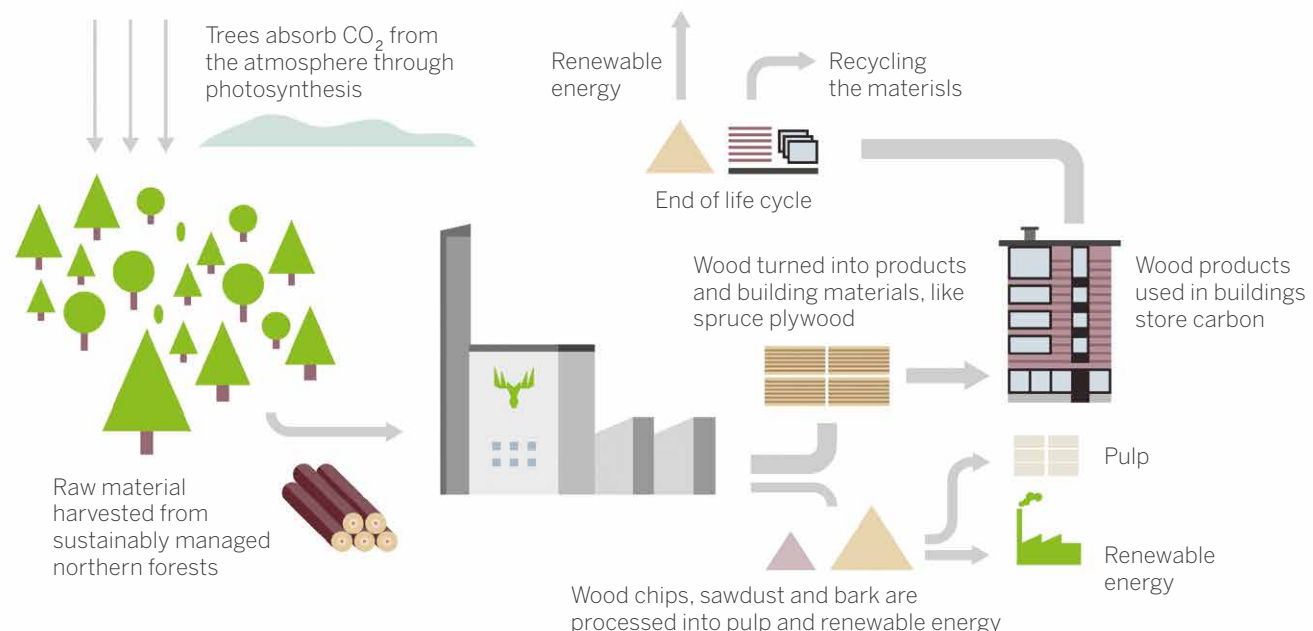 Trees absorb CO₂ from
the atmosphere through
photosynthesis
Renewable
energy
Recycling
the materisls
End of life cycle
Wood turned into products
and building materials, like
spruce plywood
Wood products
used in buildings
store carbon
Raw material
harvested from
sustainably managed
northern forests
Pulp
Renewable
energy
Wood chips, sawdust and bark are
processed into pulp and renewable energy